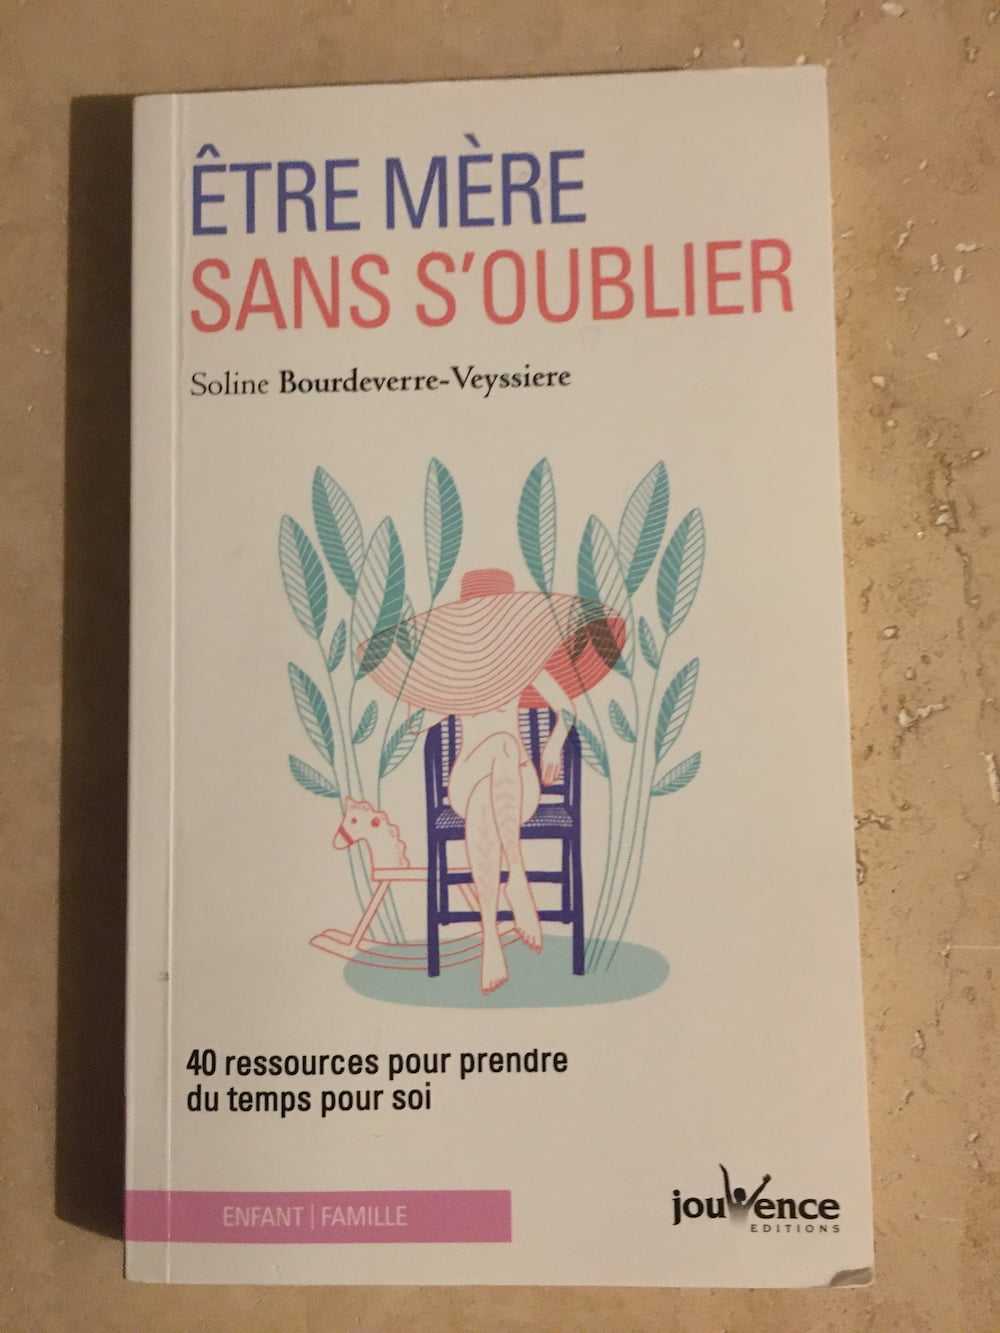 ÊTRE MÈRE
SANS S'OUBLIER
Soline Bourdeverre-Veyssiere
40 ressources pour prendre
du temps pour soi
ENFANT | FAMILLE
jouvence
EDITIONS